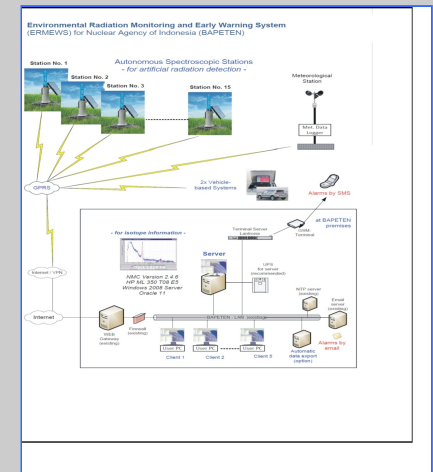 Environmental Radiation Monitoring and Early Warning System
(ERMEWS) for Nuclear Agency of Indonesia (BAPETEN)
Autonomous Spectroscopic Stations
- for artificial radiation detection -
Station No. 1
Station No. 2
Station No. 3
Station No. 15
Meteorological
Station
Met. Data
Logger
GPRS
2x Vehicle-
based Systems
Alarms by SMS
at BAPETEN
premises
GSM-
Terminal
Terminal Server
Lantronix
- for Isotope Information -
Server
UPS
for server
(recommended)
NMC Version 2.4.6
HP ML 350 T08 E5
Windows 2008 Server
Oracle 11
Internet / VPN
NTP server
(existing)
Email
server
(existing)
Internet
Firewall
(existing)
BAPETEN - LAN (existing)
WEB
Gateway
(existing)
User PC
User PC
User PC
Client 1
Client 2
Client 5
Automatic
data export
(option)
Alarms by
email